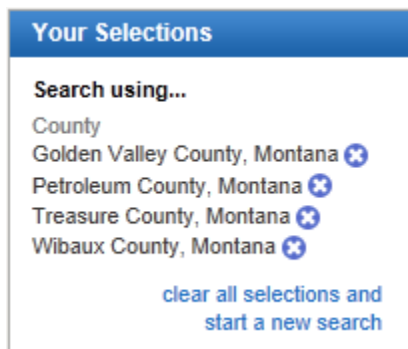 Your Selections
Search using...
County
Golden Valley County, Montana
Petroleum County, Montana
Treasure County, Montana
Wibaux County, Montana
clear all selections and
start a new search